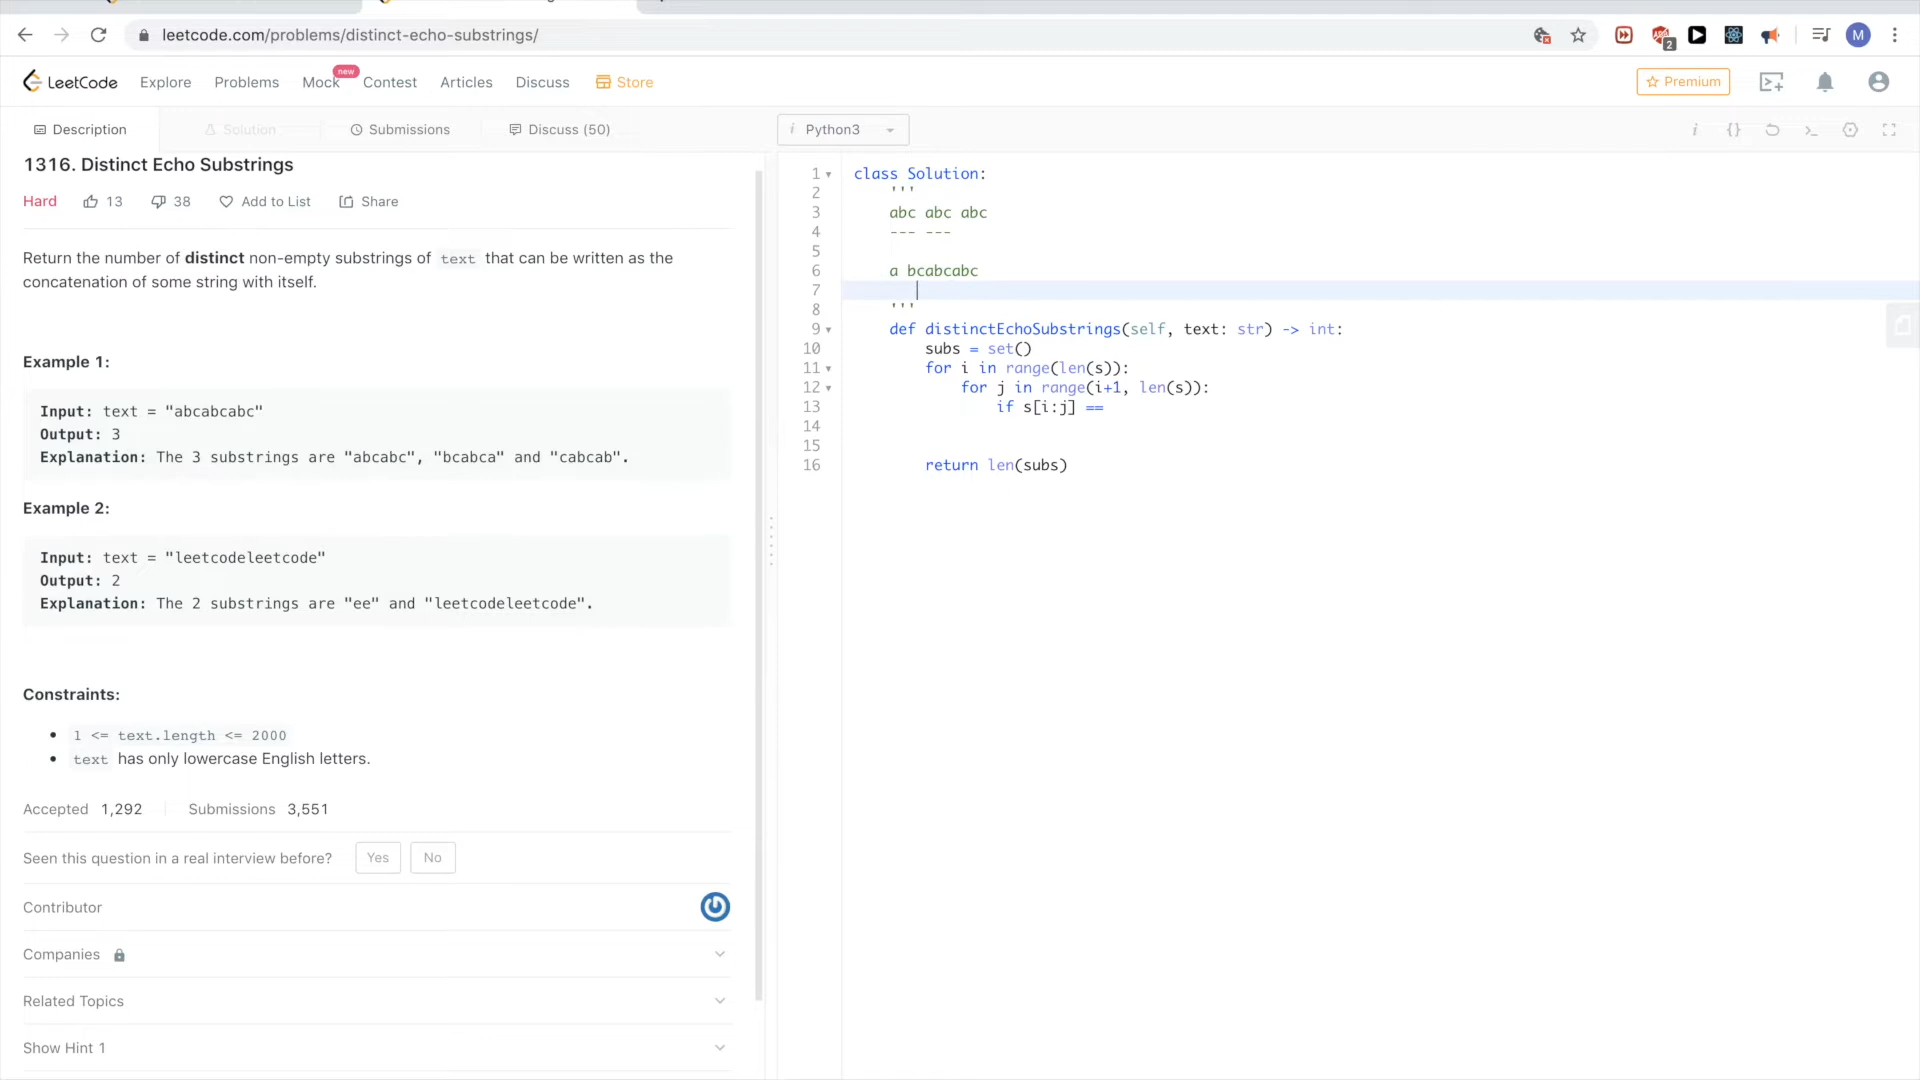 leetcode.com/problems/distinct-echo-substrings/
2
M
LeetCode
Explore
Problems
Mock
new
Contest
Articles
Discuss
Store
Premium
Description
Solution
Submissions
Discuss (50)
i Python3
1316. Distinct Echo Substrings
Hard
13
38
Add to List
Share
Return the number of distinct non-empty substrings of text that can be written as the
concatenation of some string with itself.
Example 1:
Input: text = "abcabcabc"
Output: 3
Explanation: The 3 substrings are "abcabc", "bcabca" and "cabcab".
Example 2:
Input: text = "leetcodeleetcode"
Output: 2
Explanation: The 2 substrings are "ee" and "leetcodeleetcode".
Constraints:
• 1 <= text.length <= 2000
• text has only lowercase English letters.
Accepted 1,292
Submissions 3,551
Seen this question in a real interview before?
Yes
No
Contributor
Companies
Related Topics
Show Hint 1
1 class Solution:
2     '''
3     abc abc abc
4     --- ---
5
6     a bcabcabc
7
8     '''
9     def distinctEchoSubstrings(self, text: str) -> int:
10         subs = set()
11         for i in range(len(s)):
12             for j in range(i+1, len(s)):
13                 if s[i:j] ==
14
15
16         return len(subs)